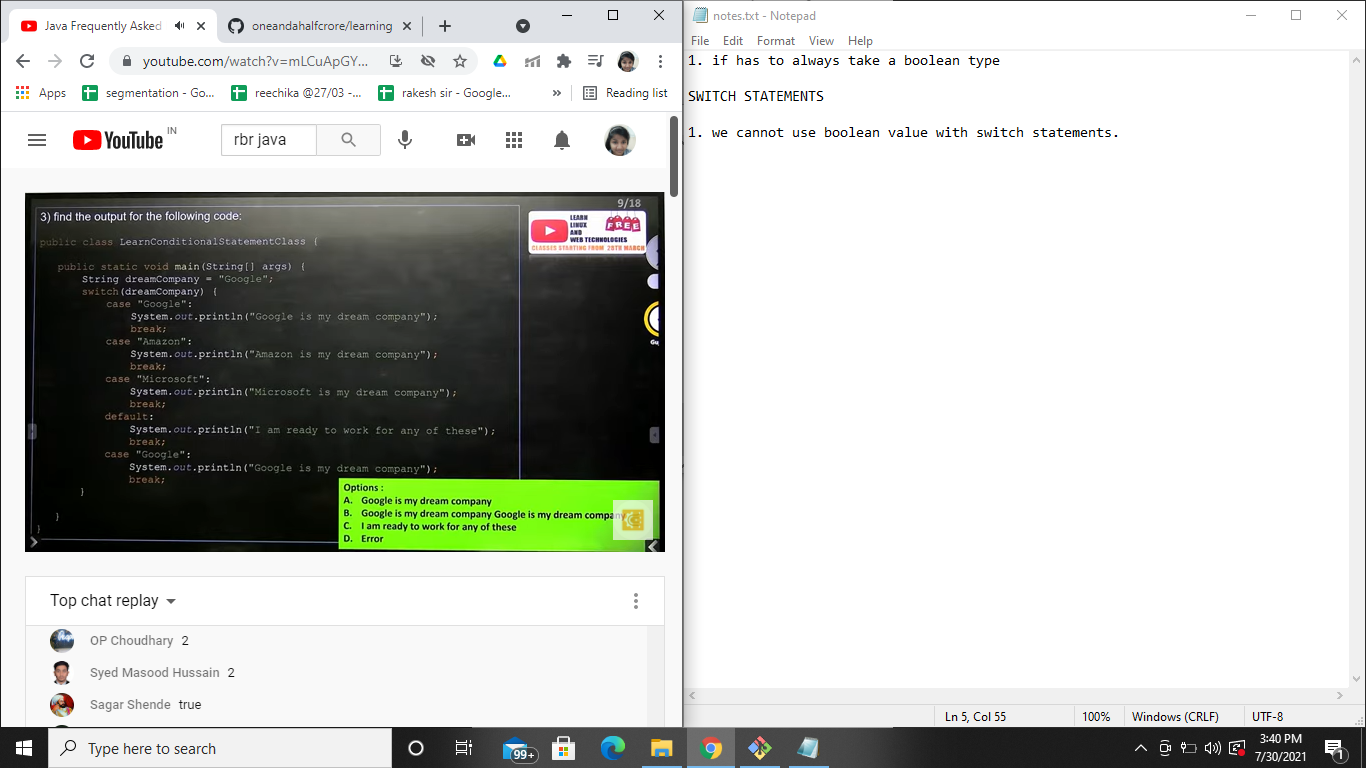 Java Frequently Asked
oneandahalfcrore/learning
youtube.com/watch?v=mLCuApGY...
Apps
segmentation - Go...
reechika @27/03 -...
rakesh sir - Google...
»
Reading list
YouTube IN
rbr java
9/18
3) find the output for the following code:
LEARN
LINUX
AND
WEB TECHNOLOGIES
FREE
CLASSES STARTING FROM 28TH MARCH
public class LearnConditionalStatementClass {
public static void main(String[] args) {
String dreamCompany = "Google";
switch(dreamCompany) {
case "Google":
System.out.println("Google is my dream company");
break;
case "Amazon":
System.out.println("Amazon is my dream company");
break;
case "Microsoft":
System.out.println("Microsoft is my dream company");
break;
default:
System.out.println("I am ready to work for any of these");
break;
case "Google":
System.out.println("Google is my dream company");
break;
}
}
}
Options :
A. Google is my dream company
B. Google is my dream company Google is my dream company
C. I am ready to work for any of these
D. Error
Top chat replay
OP Choudhary 2
Syed Masood Hussain 2
Sagar Shende true
notes.txt - Notepad
File Edit Format View Help
1. if has to always take a boolean type
SWITCH STATEMENTS
1. we cannot use boolean value with switch statements.
Ln 5, Col 55
100%
Windows (CRLF)
UTF-8
Type here to search
99+
3:40 PM
7/30/2021
1